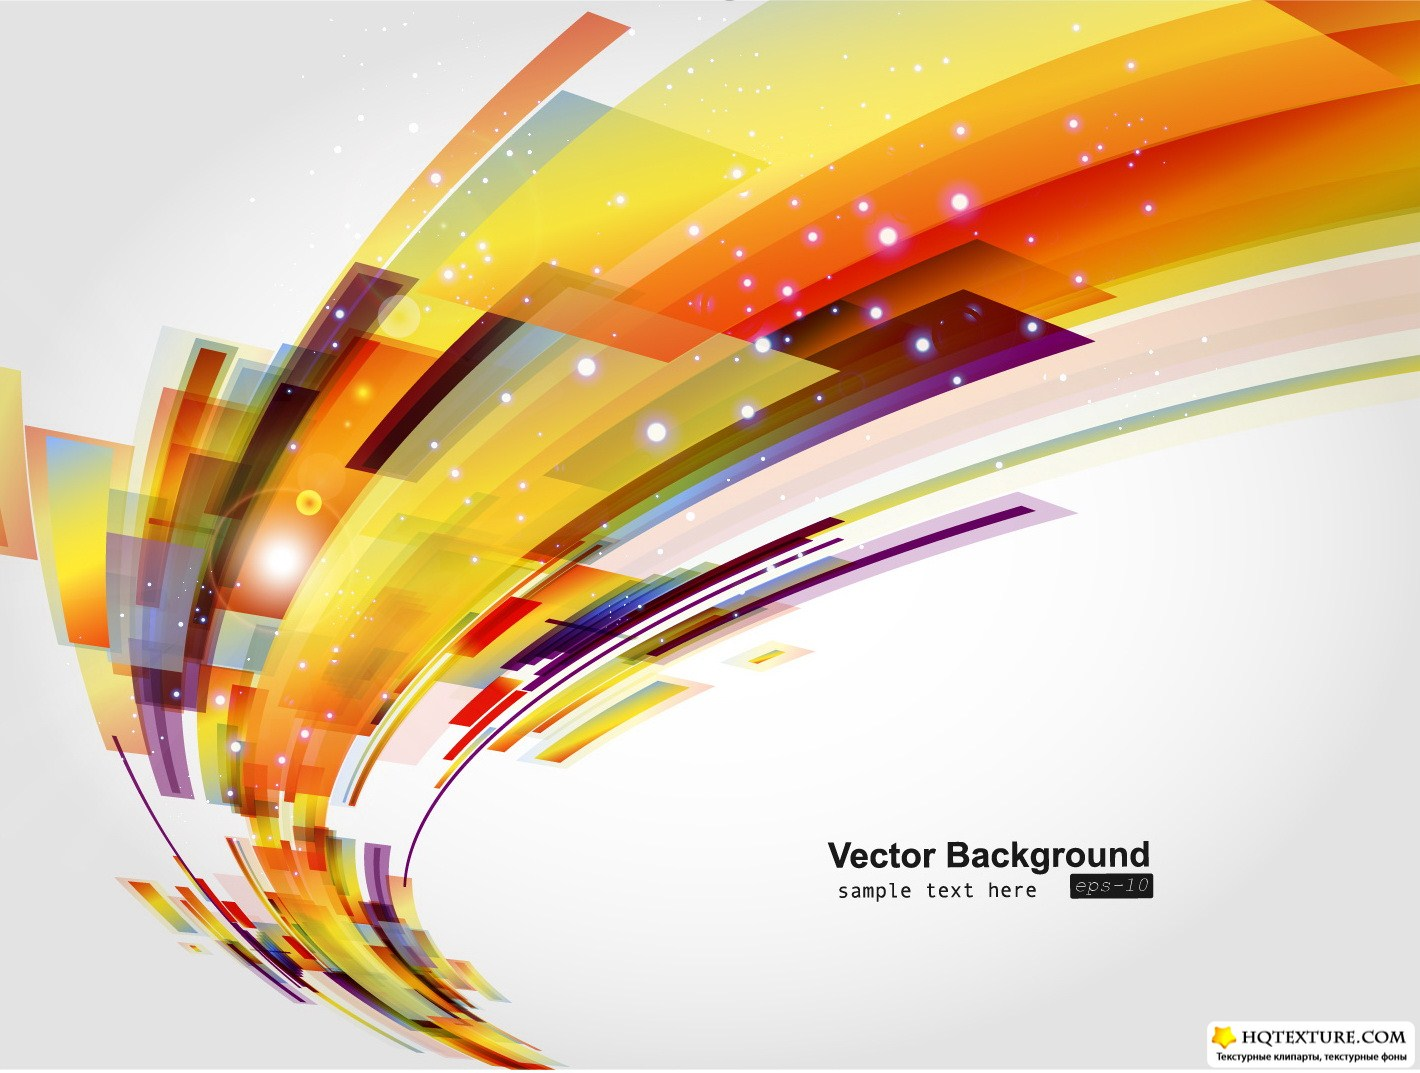 Vector Background
sample text here eps-10
HQTEXTURE.COM
Текстурные клипарты, текстурные фоны